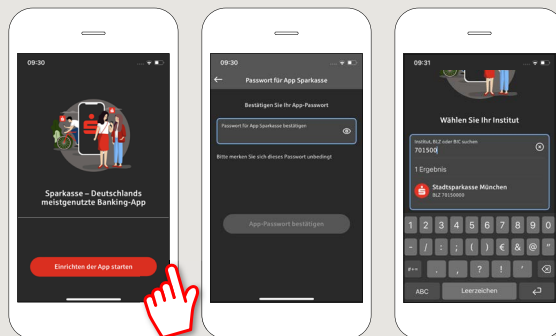 09:30
Sparkasse – Deutschlands
meistgenutzte Banking-App
Einrichten der App starten
09:30
Passwort für App Sparkasse
Bestätigen Sie Ihr App-Passwort
Passwort für App Sparkasse bestätigen
Bitte merken Sie sich dieses Passwort unbedingt
App-Passwort bestätigen
09:31
Wählen Sie Ihr Institut
Institut, BLZ oder BIC suchen
701500
1 Ergebnis
Stadtsparkasse München
BLZ 70150000
1 2 3 4 5 6 7 8 9 0
- / : ; ( ) € & @ "
#+= . , ? ! '
ABC Leerzeichen